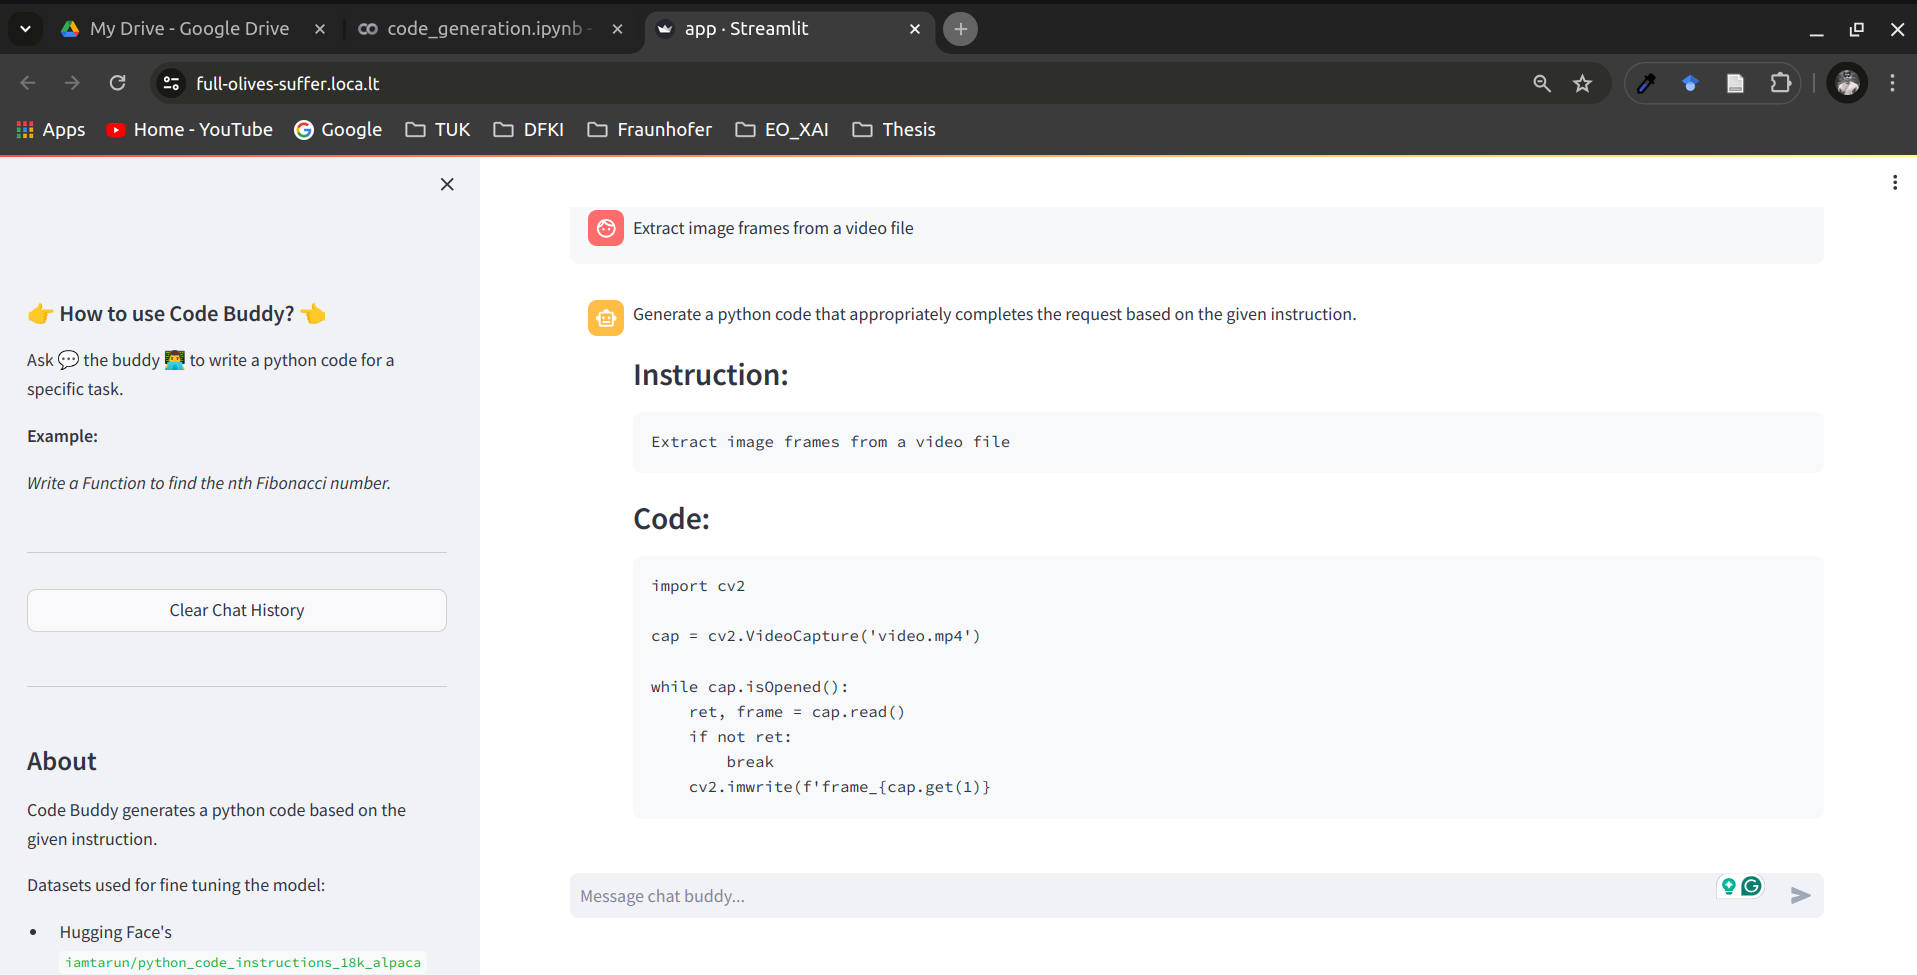 My Drive - Google Drive
code_generation.ipynb -
app · Streamlit
full-olives-suffer.loca.lt
Apps
Home - YouTube
Google
TUK
DFKI
Fraunhofer
EO_XAI
Thesis
👉 How to use Code Buddy? 👈
Ask 💬 the buddy 👨‍💻 to write a python code for a
specific task.
Example:
Write a Function to find the nth Fibonacci number.
Clear Chat History
About
Code Buddy generates a python code based on the
given instruction.
Datasets used for fine tuning the model:
• Hugging Face's
iamtarun/python_code_instructions_18k_alpaca
Extract image frames from a video file
Generate a python code that appropriately completes the request based on the given instruction.
Instruction:
Extract image frames from a video file
Code:
import cv2
cap = cv2.VideoCapture('video.mp4')
while cap.isOpened():
    ret, frame = cap.read()
    if not ret:
        break
    cv2.imwrite(f'frame_{cap.get(1)}
Message chat buddy...